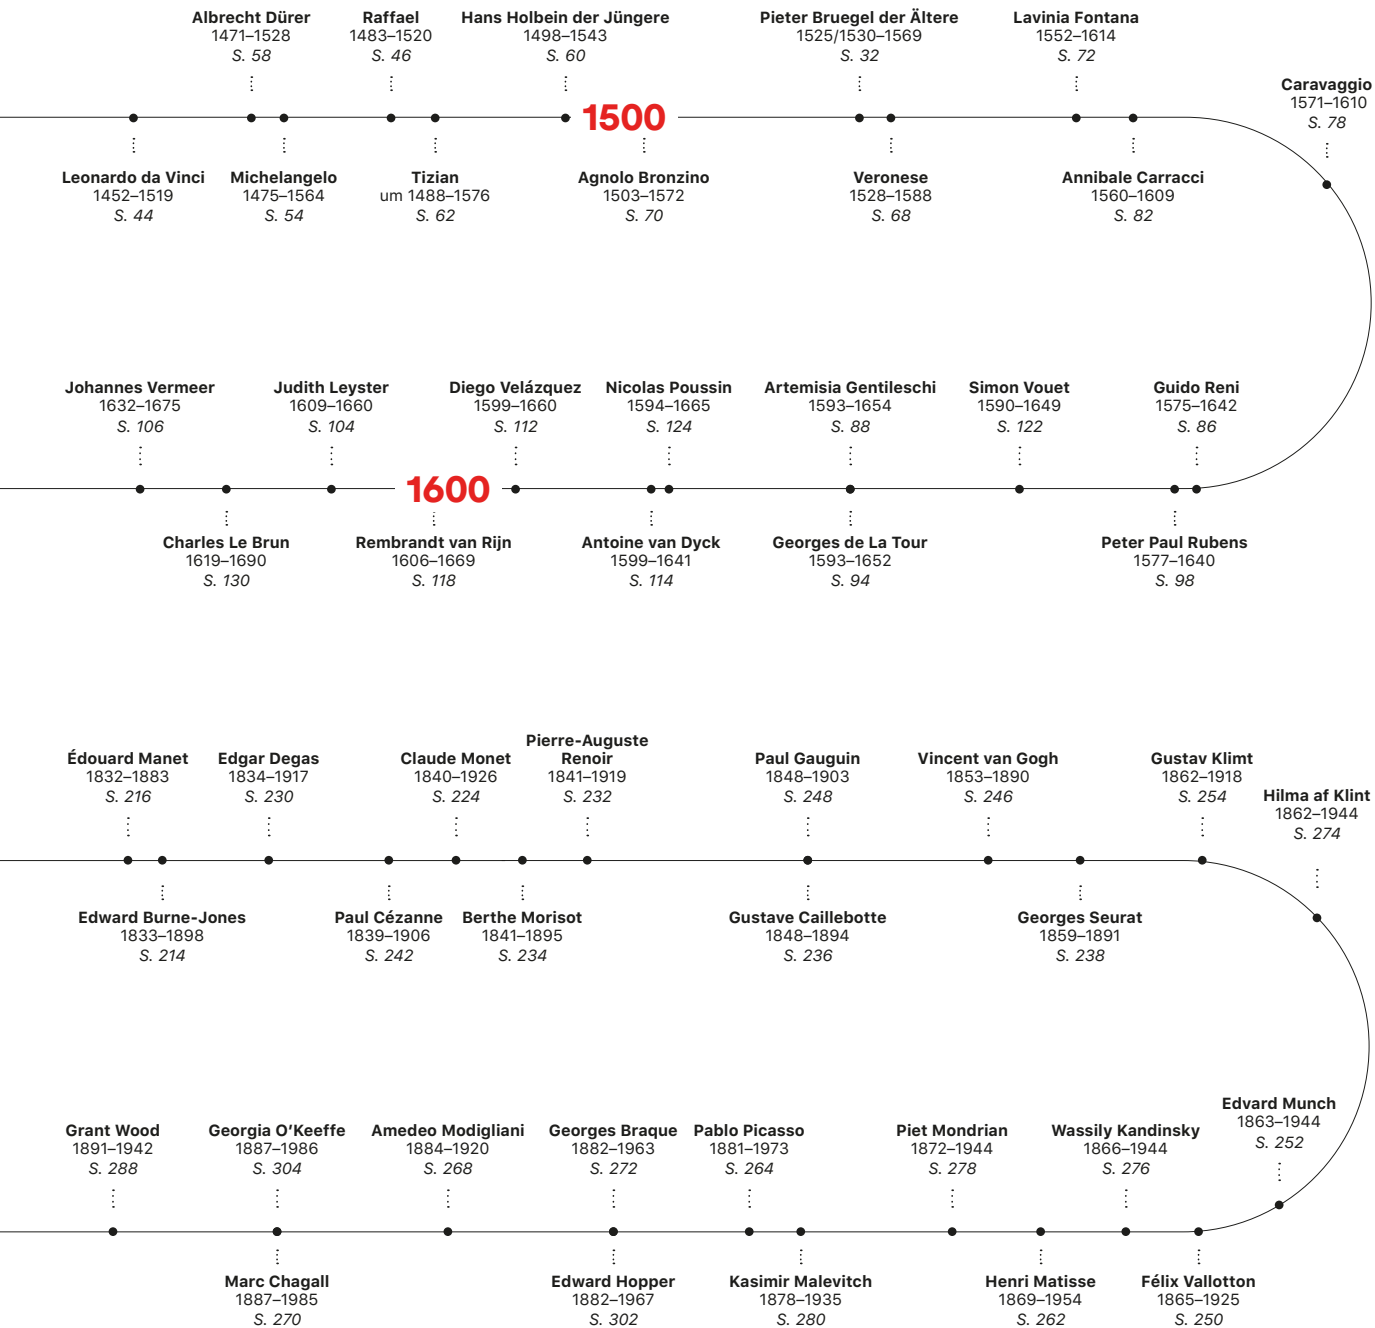 Albrecht Dürer
1471–1528
S. 58
Raffael
1483–1520
S. 46
Hans Holbein der Jüngere
1498–1543
S. 60
Pieter Bruegel der Ältere
1525/1530–1569
S. 32
Lavinia Fontana
1552–1614
S. 72
Caravaggio
1571–1610
S. 78
1500
Leonardo da Vinci
1452–1519
S. 44
Michelangelo
1475–1564
S. 54
Tizian
um 1488–1576
S. 62
Agnolo Bronzino
1503–1572
S. 70
Veronese
1528–1588
S. 68
Annibale Carracci
1560–1609
S. 82
Johannes Vermeer
1632–1675
S. 106
Judith Leyster
1609–1660
S. 104
Diego Velázquez
1599–1660
S. 112
Nicolas Poussin
1594–1665
S. 124
Artemisia Gentileschi
1593–1654
S. 88
Simon Vouet
1590–1649
S. 122
Guido Reni
1575–1642
S. 86
1600
Charles Le Brun
1619–1690
S. 130
Rembrandt van Rijn
1606–1669
S. 118
Antoine van Dyck
1599–1641
S. 114
Georges de La Tour
1593–1652
S. 94
Peter Paul Rubens
1577–1640
S. 98
Édouard Manet
1832–1883
S. 216
Edgar Degas
1834–1917
S. 230
Claude Monet
1840–1926
S. 224
Pierre-Auguste
Renoir
1841–1919
S. 232
Paul Gauguin
1848–1903
S. 248
Vincent van Gogh
1853–1890
S. 246
Gustav Klimt
1862–1918
S. 254
Hilma af Klint
1862–1944
S. 274
Edward Burne-Jones
1833–1898
S. 214
Paul Cézanne
1839–1906
S. 242
Berthe Morisot
1841–1895
S. 234
Gustave Caillebotte
1848–1894
S. 236
Georges Seurat
1859–1891
S. 238
Grant Wood
1891–1942
S. 288
Georgia O'Keeffe
1887–1986
S. 304
Amedeo Modigliani
1884–1920
S. 268
Georges Braque
1882–1963
S. 272
Pablo Picasso
1881–1973
S. 264
Piet Mondrian
1872–1944
S. 278
Wassily Kandinsky
1866–1944
S. 276
Edvard Munch
1863–1944
S. 252
Marc Chagall
1887–1985
S. 270
Edward Hopper
1882–1967
S. 302
Kasimir Malevitch
1878–1935
S. 280
Henri Matisse
1869–1954
S. 262
Félix Vallotton
1865–1925
S. 250